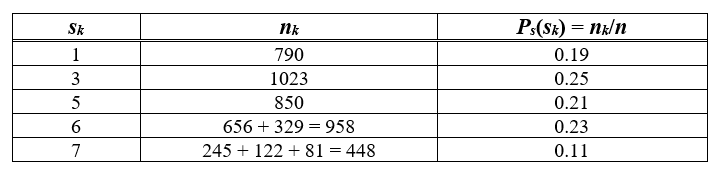 sk nk Ps(sk) = nk/n
1 790 0.19
3 1023 0.25
5 850 0.21
6 656 + 329 = 958 0.23
7 245 + 122 + 81 = 448 0.11